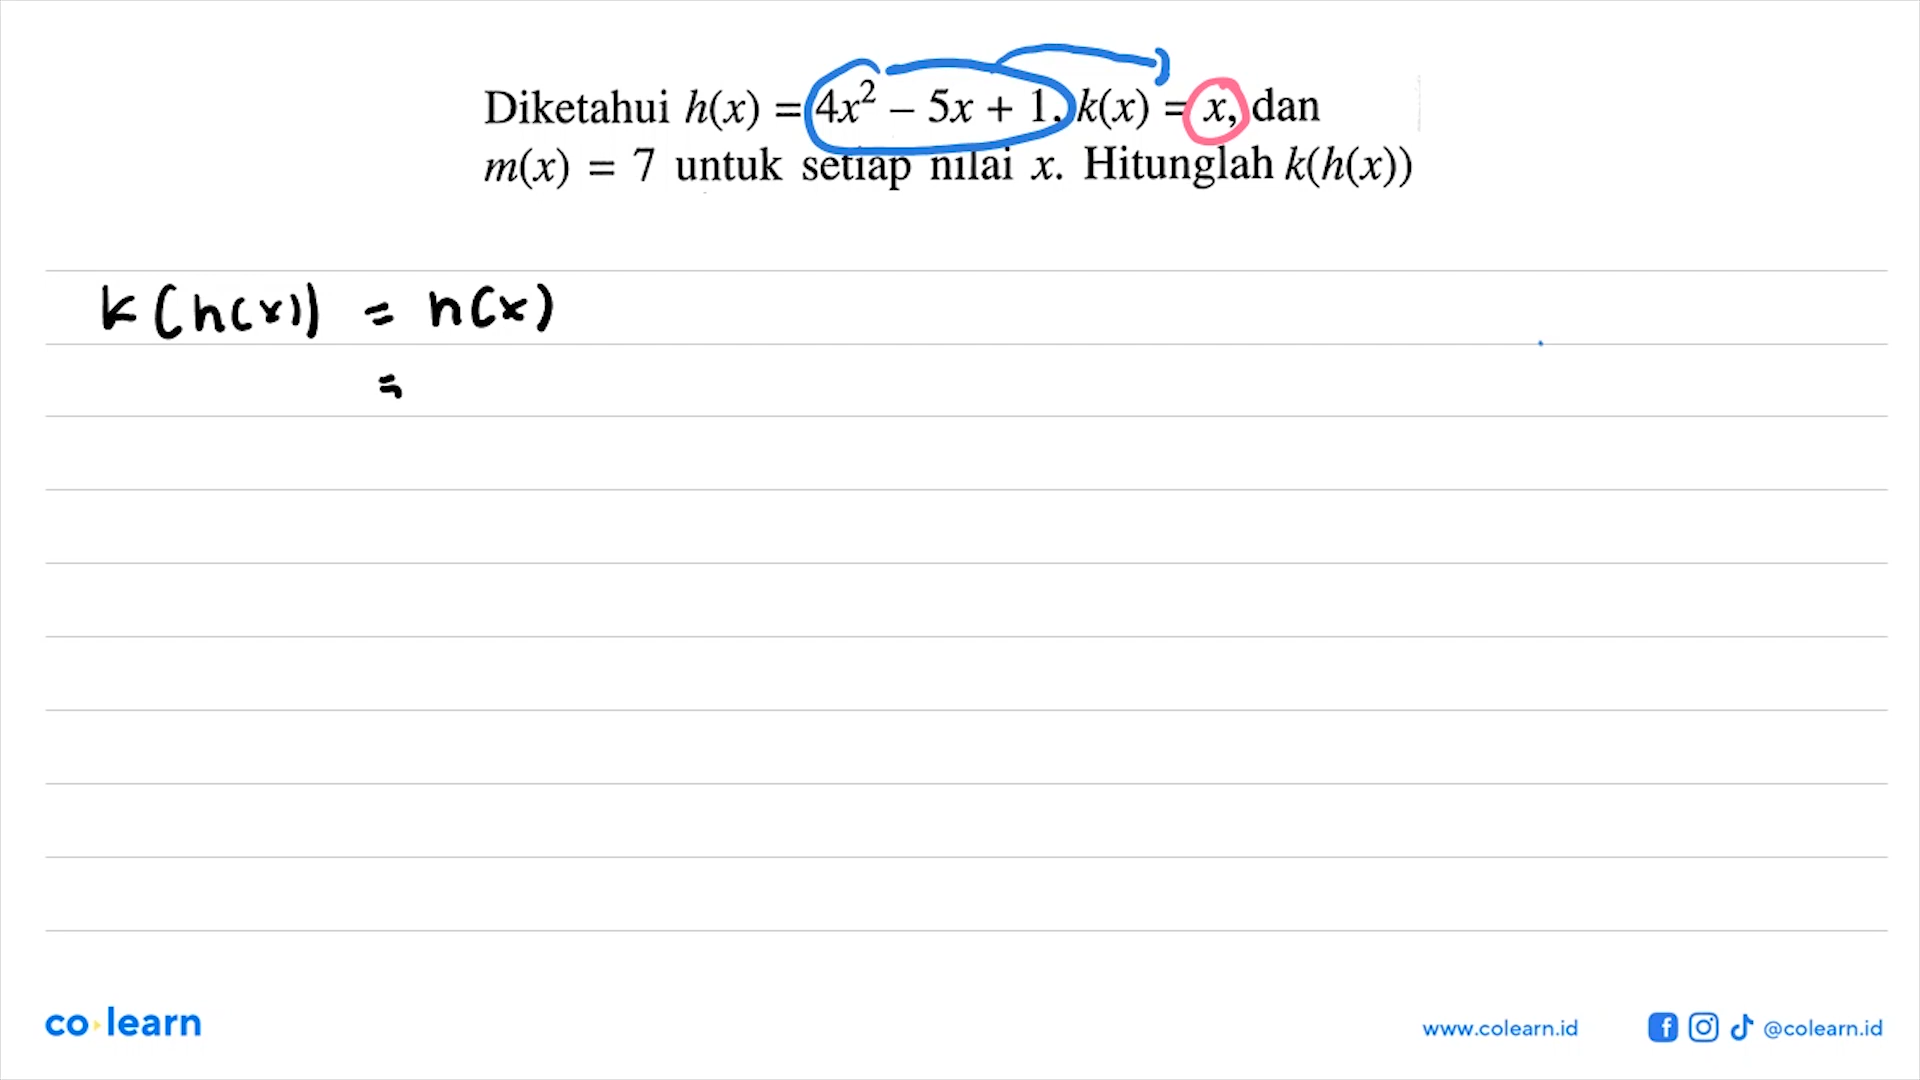 Diketahui h(x) = 4x² – 5x + 1, k(x) = x, dan
m(x) = 7 untuk setiap nilai x. Hitunglah k(h(x))
k(h(x)) = h(x)
=
co learn
www.colearn.id @colearn.id